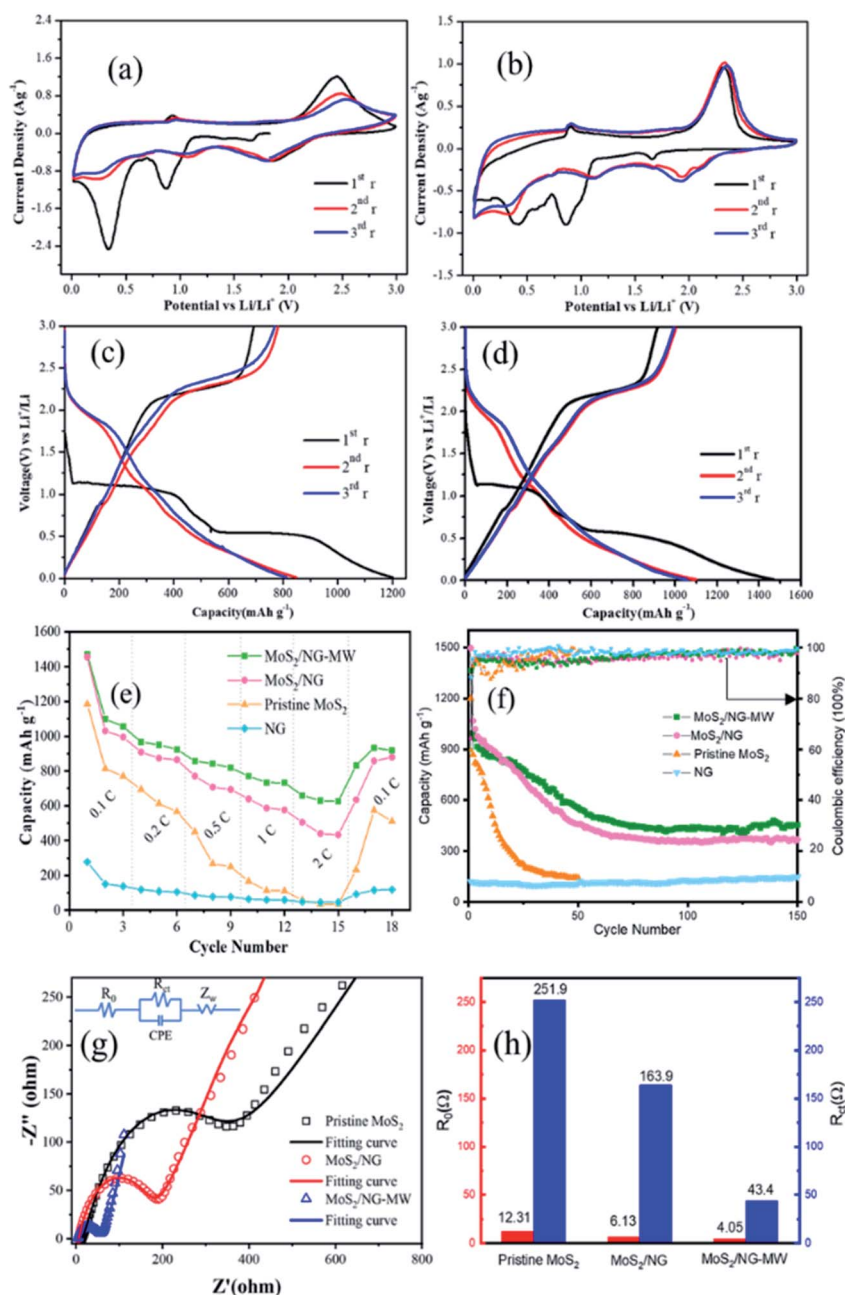 (a)
Current Density (Ag⁻¹)
2.4
1.2
0.0
-1.2
-2.4
1ˢᵗ r
2ⁿᵈ r
3ʳᵈ r
0.0 0.5 1.0 1.5 2.0 2.5 3.0
Potential vs Li/Li⁺ (V)
(b)
Current Density (Ag⁻¹)
1.5
1.0
0.5
0.0
-0.5
-1.0
-1.5
1ˢᵗ r
2ⁿᵈ r
3ʳᵈ r
0.0 0.5 1.0 1.5 2.0 2.5 3.0
Potential vs Li/Li⁺ (V)
(c)
Voltage(V) vs Li⁺/Li
3.0
2.5
2.0
1.5
1.0
0.5
0.0
1ˢᵗ r
2ⁿᵈ r
3ʳᵈ r
0 200 400 600 800 1000 1200
Capacity(mAh g⁻¹)
(d)
Voltage(V) vs Li⁺/Li
3.0
2.5
2.0
1.5
1.0
0.5
0.0
1ˢᵗ r
2ⁿᵈ r
3ʳᵈ r
0 200 400 600 800 1000 1200 1400 1600
Capacity(mAh g⁻¹)
(e)
Capacity (mAh g⁻¹)
1600
1400
1200
1000
800
600
400
200
0
MoS₂/NG-MW
MoS₂/NG
Pristine MoS₂
NG
0.1 C
0.2 C
0.5 C
1 C
2 C
0.1 C
0 3 6 9 12 15 18
Cycle Number
(f)
Capacity (mAh g⁻¹)
1500
1200
900
600
300
0
MoS₂/NG-MW
MoS₂/NG
Pristine MoS₂
NG
100
80
60
40
20
0
Coulombic efficiency (100%)
0 50 100 150
Cycle Number
(g)
-Z" (ohm)
250
200
150
100
50
0
R₀
R_ct
CPE
Z_w
Pristine MoS₂
Fitting curve
MoS₂/NG
Fitting curve
MoS₂/NG-MW
Fitting curve
0 200 400 600 800
Z'(ohm)
(h)
R₀(Ω)
250
200
150
100
50
0
12.31
251.9
6.13
163.9
4.05
43.4
250
200
150
100
50
0
R_ct(Ω)
Pristine MoS₂ MoS₂/NG MoS₂/NG-MW